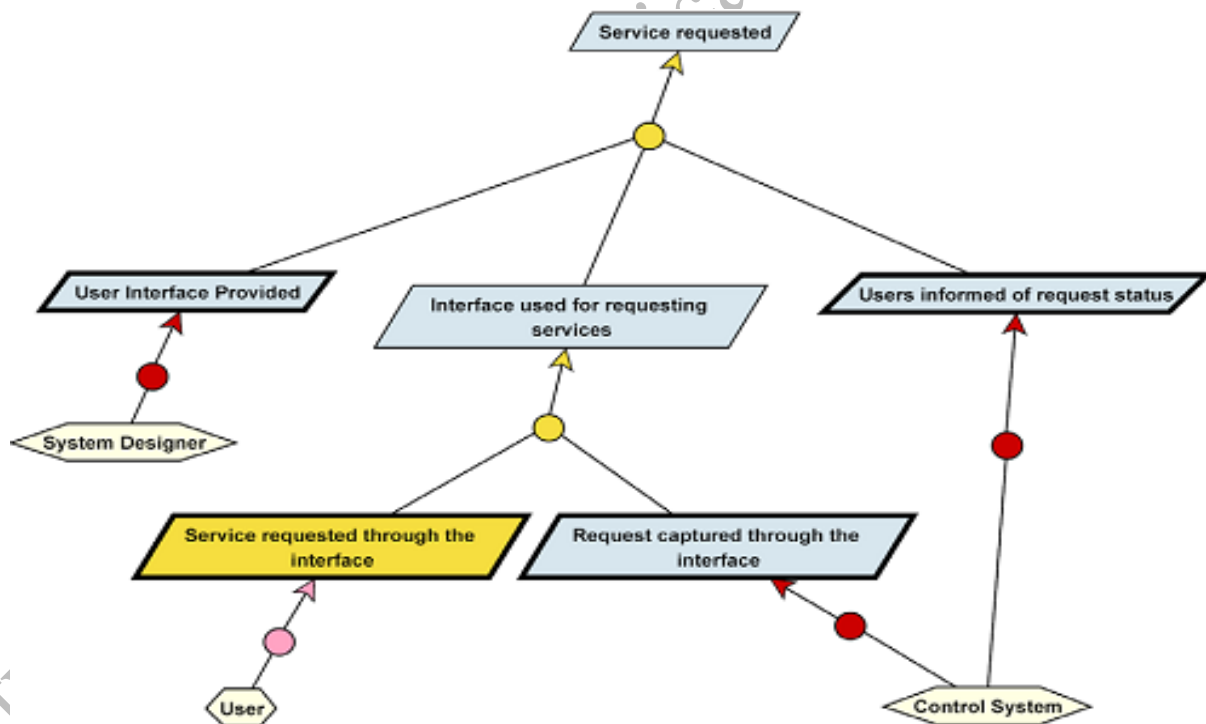 Service requested
User Interface Provided
Interface used for requesting
services
Users informed of request status
System Designer
Service requested through the
interface
Request captured through the
interface
User
Control System